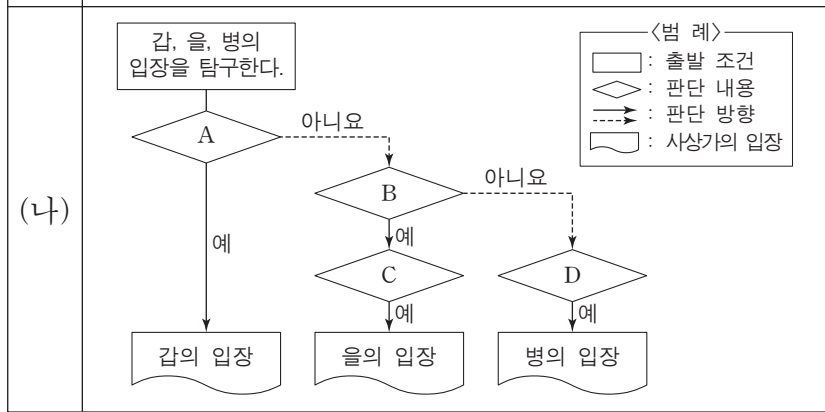 (나)
갑, 을, 병의
입장을 탐구한다.
〈범 례〉
: 출발 조건
: 판단 내용
: 판단 방향
: 사상가의 입장
A
아니요
B
아니요
예
예
C
D
예
예
갑의 입장
을의 입장
병의 입장